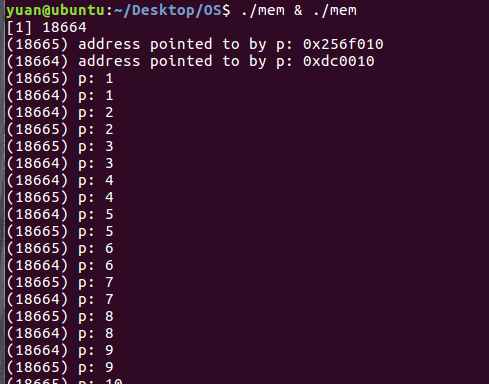 yuan@ubuntu:~/Desktop/OS$ ./mem & ./mem
[1] 18664
(18665) address pointed to by p: 0x256f010
(18664) address pointed to by p: 0xdc0010
(18665) p: 1
(18664) p: 1
(18664) p: 2
(18665) p: 2
(18665) p: 3
(18664) p: 3
(18664) p: 4
(18665) p: 4
(18664) p: 5
(18665) p: 5
(18665) p: 6
(18664) p: 6
(18665) p: 7
(18664) p: 7
(18665) p: 8
(18664) p: 8
(18664) p: 9
(18665) p: 9
(18665) p: 10